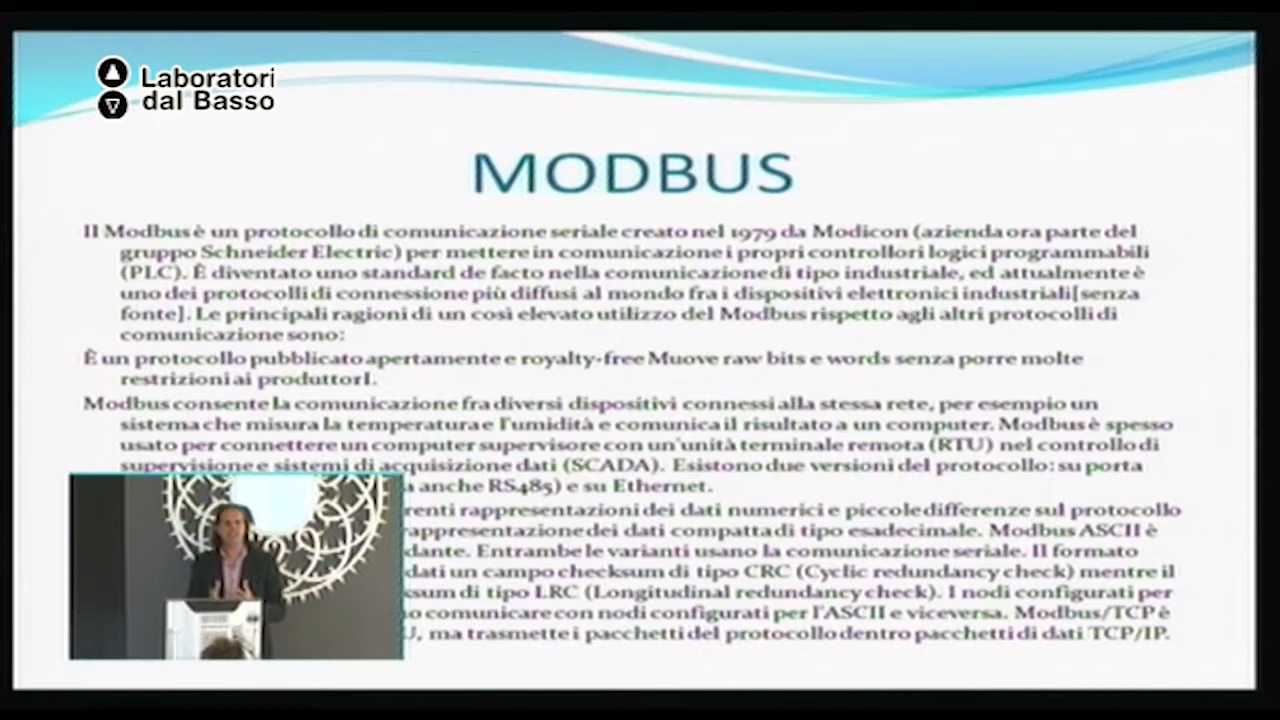 Laboratori
dal Basso
MODBUS
Il Modbus è un protocollo di comunicazione seriale creato nel 1979 da Modicon (azienda ora parte del
gruppo Schneider Electric) per mettere in comunicazione i propri controllori logici programmabili
(PLC). È diventato uno standard de facto nella comunicazione di tipo industriale, ed attualmente è
uno dei protocolli di connessione più diffusi al mondo fra i dispositivi elettronici industriali[senza
fonte]. Le principali ragioni di un così elevato utilizzo del Modbus rispetto agli altri protocolli di
comunicazione sono:
È un protocollo pubblicato apertamente e royalty-free Muove raw bits e words senza porre molte
restrizioni ai produttorI.
Modbus consente la comunicazione fra diversi dispositivi connessi alla stessa rete, per esempio un
sistema che misura la temperatura e l'umidità e comunica il risultato a un computer. Modbus è spesso
usato per connettere un computer supervisore con un'unità terminale remota (RTU) nel controllo di
supervisione e sistemi di acquisizione dati (SCADA). Esistono due versioni del protocollo: su porta
a anche RS485) e su Ethernet.
renti rappresentazioni dei dati numerici e piccole differenze sul protocollo
rappresentazione dei dati compatta di tipo esadecimale. Modbus ASCII è
dante. Entrambe le varianti usano la comunicazione seriale. Il formato
dati un campo checksum di tipo CRC (Cyclic redundancy check) mentre il
ksum di tipo LRC (Longitudinal redundancy check). I nodi configurati per
o comunicare con nodi configurati per l'ASCII e viceversa. Modbus/TCP è
U, ma trasmette i pacchetti del protocollo dentro pacchetti di dati TCP/IP.